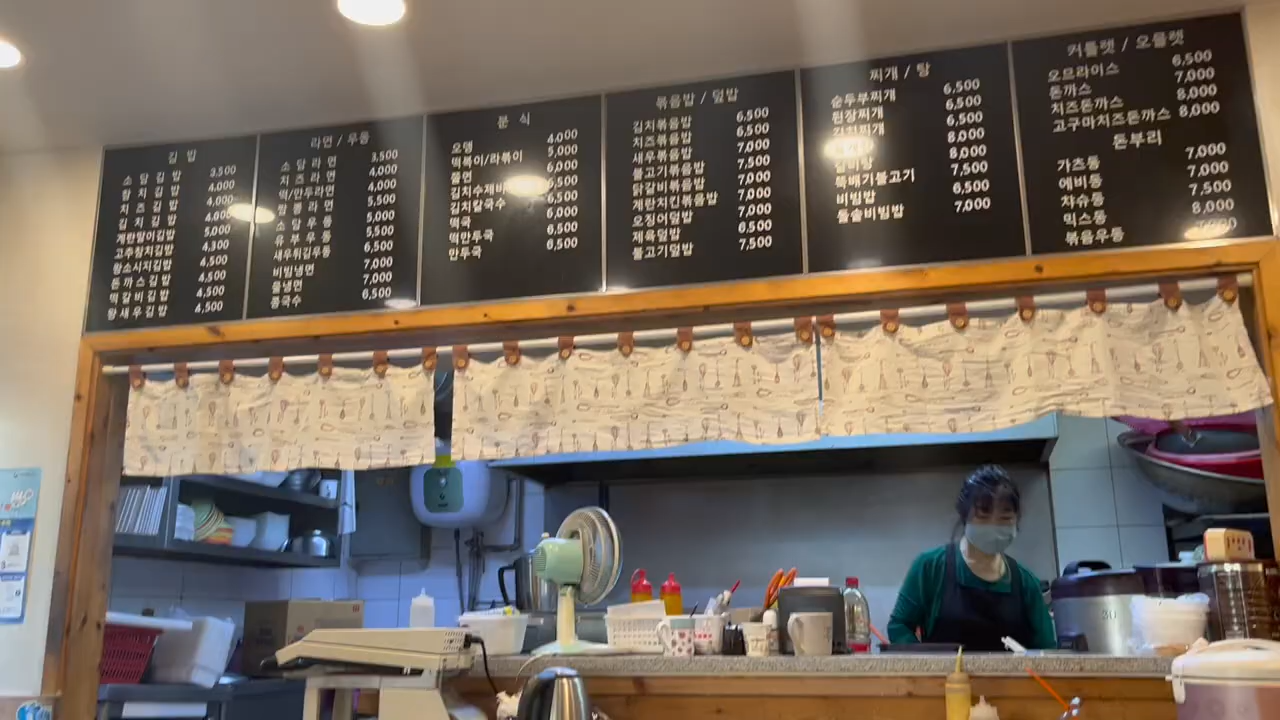 김 밥
소 담 김 밥 3,500
참 치 김 밥 4,000
치 즈 김 밥 4,000
김 치 김 밥 4,000
계란말이김밥 5,000
고추참치김밥 4,300
황소시지김밥 4,500
돈 까 스 김 밥 4,500
떡 갈 비 김 밥 4,500
왕 새 우 김 밥 4,500
라면 / 우동
소 담 라 면 3,500
치 즈 라 면 4,000
떡/만두라면 4,000
짬 뽕 라 면 5,500
소 담 우 동 5,000
유 부 우 동 5,500
새우튀김우동 6,500
비빔냉면 7,000
물냉면 7,000
콩국수 6,500
분 식
오뎅 4,000
떡볶이/라볶이 5,000
쫄면 6,000
김치수제비 6,500
김치칼국수 6,500
떡국 6,000
떡만두국 6,500
만두국 6,500
볶음밥 / 덮밥
김치볶음밥 6,500
치즈볶음밥 6,500
새우볶음밥 7,000
불고기볶음밥 7,500
닭갈비볶음밥 7,000
계란치킨볶음밥 7,000
오징어덮밥 7,000
제육덮밥 6,500
불고기덮밥 7,500
찌개 / 탕
순두부찌개 6,500
된장찌개 6,500
김치찌개 6,500
8,000
뚝배기불고기 8,000
비빔밥 7,500
돌솥비빔밥 6,500
7,000
커틀렛 / 오믈렛
오므라이스 6,500
돈까스 7,000
치즈돈까스 8,000
고구마치즈돈까스 8,000
돈부리
가츠동 7,000
에비동 7,000
챠슈동 7,500
믹스동 8,000
볶음우동 7,000
30